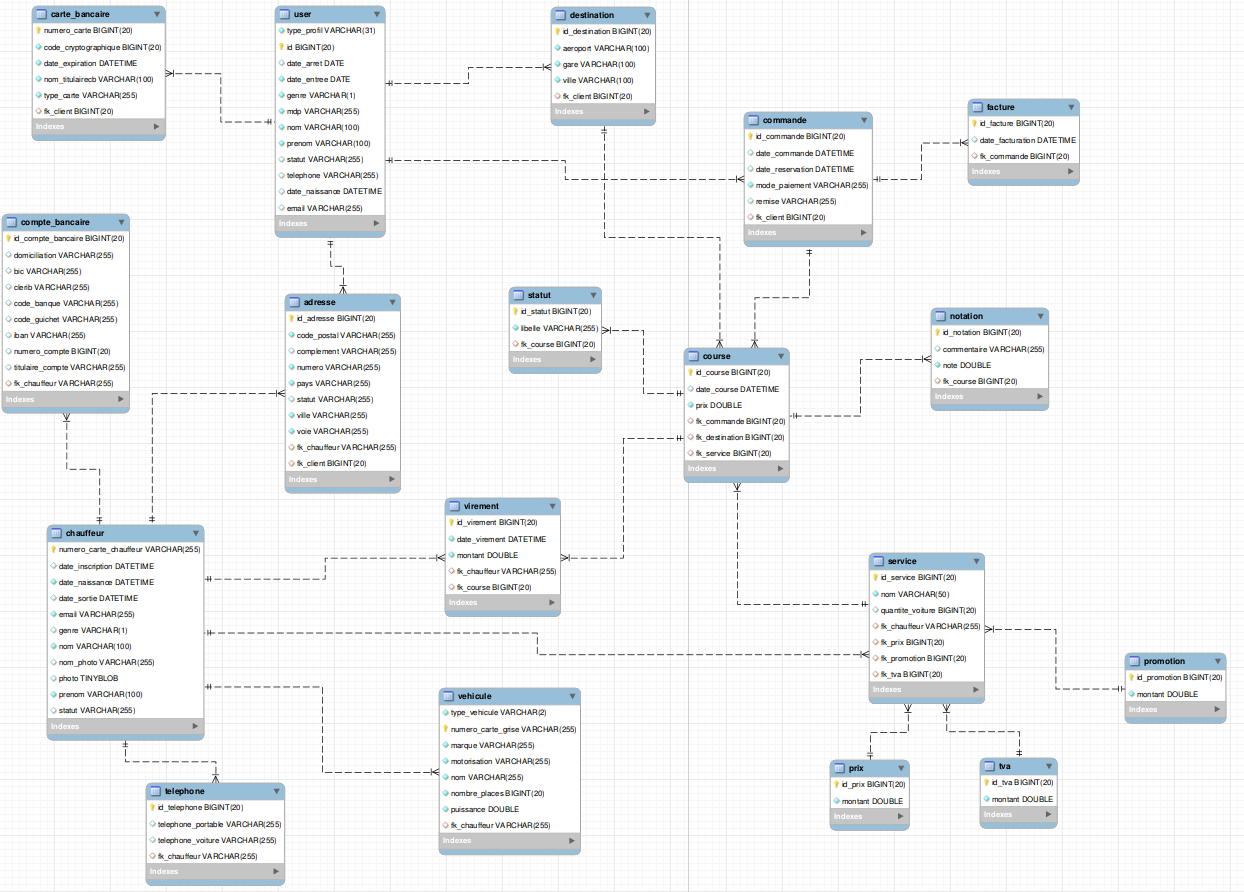 carte_bancaire
numero_carte BIGINT(20)
code_cryptographique BIGINT(20)
date_expiration DATETIME
nom_titulairecb VARCHAR(100)
type_carte VARCHAR(255)
fk_client BIGINT(20)
Indexes
user
type_profil VARCHAR(31)
id BIGINT(20)
date_arret DATE
date_entree DATE
genre VARCHAR(1)
mdp VARCHAR(255)
nom VARCHAR(100)
prenom VARCHAR(100)
statut VARCHAR(255)
telephone VARCHAR(255)
date_naissance DATETIME
email VARCHAR(255)
Indexes
destination
id_destination BIGINT(20)
aeroport VARCHAR(100)
gare VARCHAR(100)
ville VARCHAR(100)
fk_client BIGINT(20)
Indexes
commande
id_commande BIGINT(20)
date_commande DATETIME
date_reservation DATETIME
mode_paiement VARCHAR(255)
remise VARCHAR(255)
fk_client BIGINT(20)
Indexes
facture
id_facture BIGINT(20)
date_facturation DATETIME
fk_commande BIGINT(20)
Indexes
compte_bancaire
id_compte_bancaire BIGINT(20)
domiciliation VARCHAR(255)
bic VARCHAR(255)
clerib VARCHAR(255)
code_banque VARCHAR(255)
code_guichet VARCHAR(255)
iban VARCHAR(255)
numero_compte BIGINT(20)
titulaire_compte VARCHAR(255)
fk_chauffeur VARCHAR(255)
Indexes
adresse
id_adresse BIGINT(20)
code_postal VARCHAR(255)
complement VARCHAR(255)
numero VARCHAR(255)
pays VARCHAR(255)
statut VARCHAR(255)
ville VARCHAR(255)
voie VARCHAR(255)
fk_chauffeur VARCHAR(255)
fk_client BIGINT(20)
Indexes
statut
id_statut BIGINT(20)
libelle VARCHAR(255)
fk_course BIGINT(20)
Indexes
course
id_course BIGINT(20)
date_course DATETIME
prix DOUBLE
fk_commande BIGINT(20)
fk_destination BIGINT(20)
fk_service BIGINT(20)
Indexes
notation
id_notation BIGINT(20)
commentaire VARCHAR(255)
note DOUBLE
fk_course BIGINT(20)
Indexes
chauffeur
numero_carte_chauffeur VARCHAR(255)
date_inscription DATETIME
date_naissance DATETIME
date_sortie DATETIME
email VARCHAR(255)
genre VARCHAR(1)
nom VARCHAR(100)
nom_photo VARCHAR(255)
photo TINYBLOB
prenom VARCHAR(100)
statut VARCHAR(255)
Indexes
virement
id_virement BIGINT(20)
date_virement DATETIME
montant DOUBLE
fk_chauffeur VARCHAR(255)
fk_course BIGINT(20)
Indexes
service
id_service BIGINT(20)
nom VARCHAR(50)
quantite_voiture BIGINT(20)
fk_chauffeur VARCHAR(255)
fk_prix BIGINT(20)
fk_promotion BIGINT(20)
fk_tva BIGINT(20)
Indexes
promotion
id_promotion BIGINT(20)
montant DOUBLE
Indexes
vehicule
type_vehicule VARCHAR(2)
numero_carte_grise VARCHAR(255)
marque VARCHAR(255)
motorisation VARCHAR(255)
nom VARCHAR(255)
nombre_places BIGINT(20)
puissance DOUBLE
fk_chauffeur VARCHAR(255)
Indexes
telephone
id_telephone BIGINT(20)
telephone_portable VARCHAR(255)
telephone_voiture VARCHAR(255)
fk_chauffeur VARCHAR(255)
Indexes
prix
id_prix BIGINT(20)
montant DOUBLE
Indexes
tva
id_tva BIGINT(20)
montant DOUBLE
Indexes